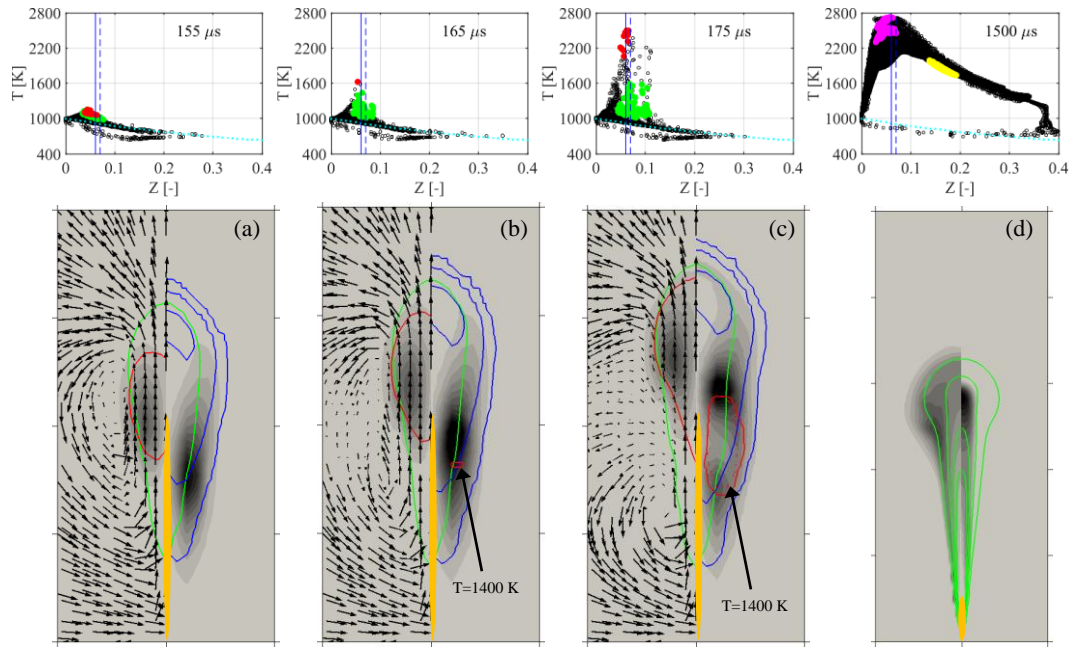 2800
2200
1600
1000
400
T [K]
155 μs
0 0.1 0.2 0.3 0.4
Z [-]
2800
2200
1600
1000
400
T [K]
165 μs
0 0.1 0.2 0.3 0.4
Z [-]
2800
2200
1600
1000
400
T [K]
175 μs
0 0.1 0.2 0.3 0.4
Z [-]
2800
2200
1600
1000
400
T [K]
1500 μs
0 0.1 0.2 0.3 0.4
Z [-]
(a)
(b)
T=1400 K
(c)
T=1400 K
(d)